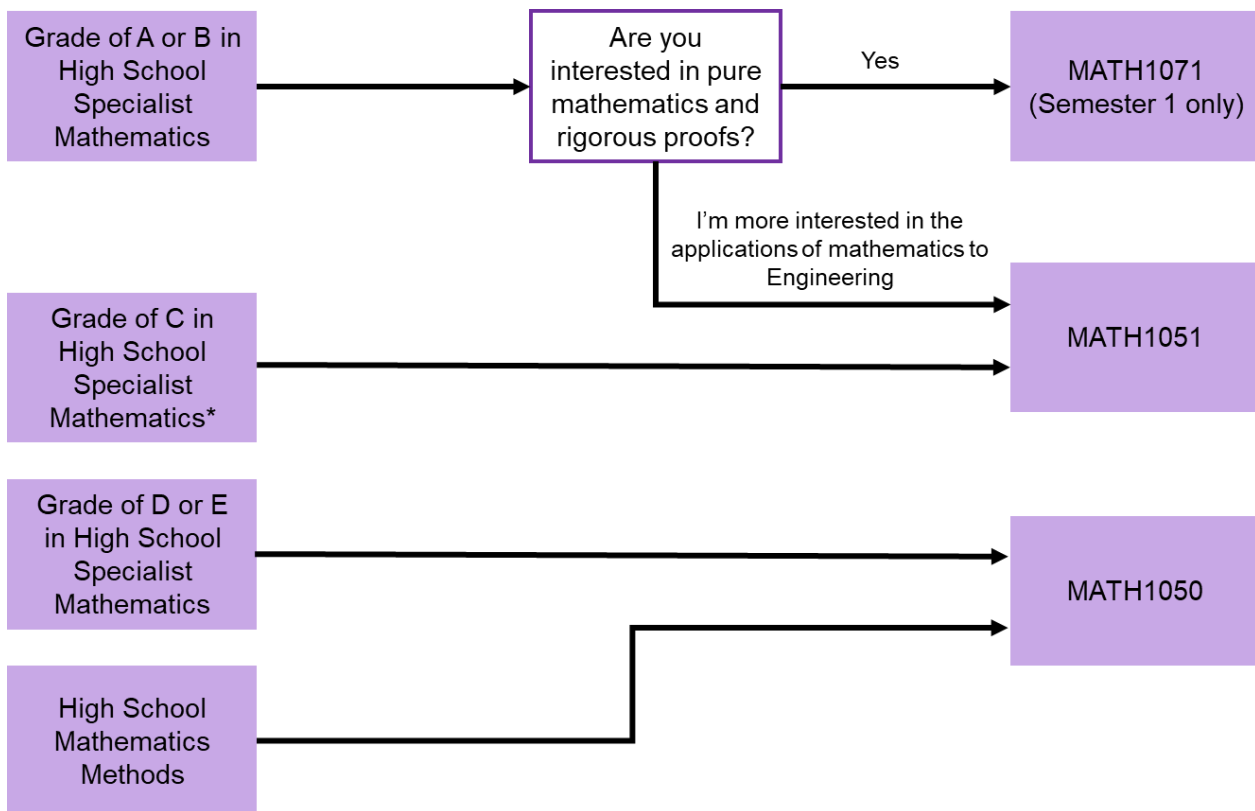 Grade of A or B in
High School
Specialist
Mathematics
Are you
interested in pure
mathematics and
rigorous proofs?
Yes
MATH1071
(Semester 1 only)
I’m more interested in the
applications of mathematics to
Engineering
Grade of C in
High School
Specialist
Mathematics*
MATH1051
Grade of D or E
in High School
Specialist
Mathematics
MATH1050
High School
Mathematics
Methods